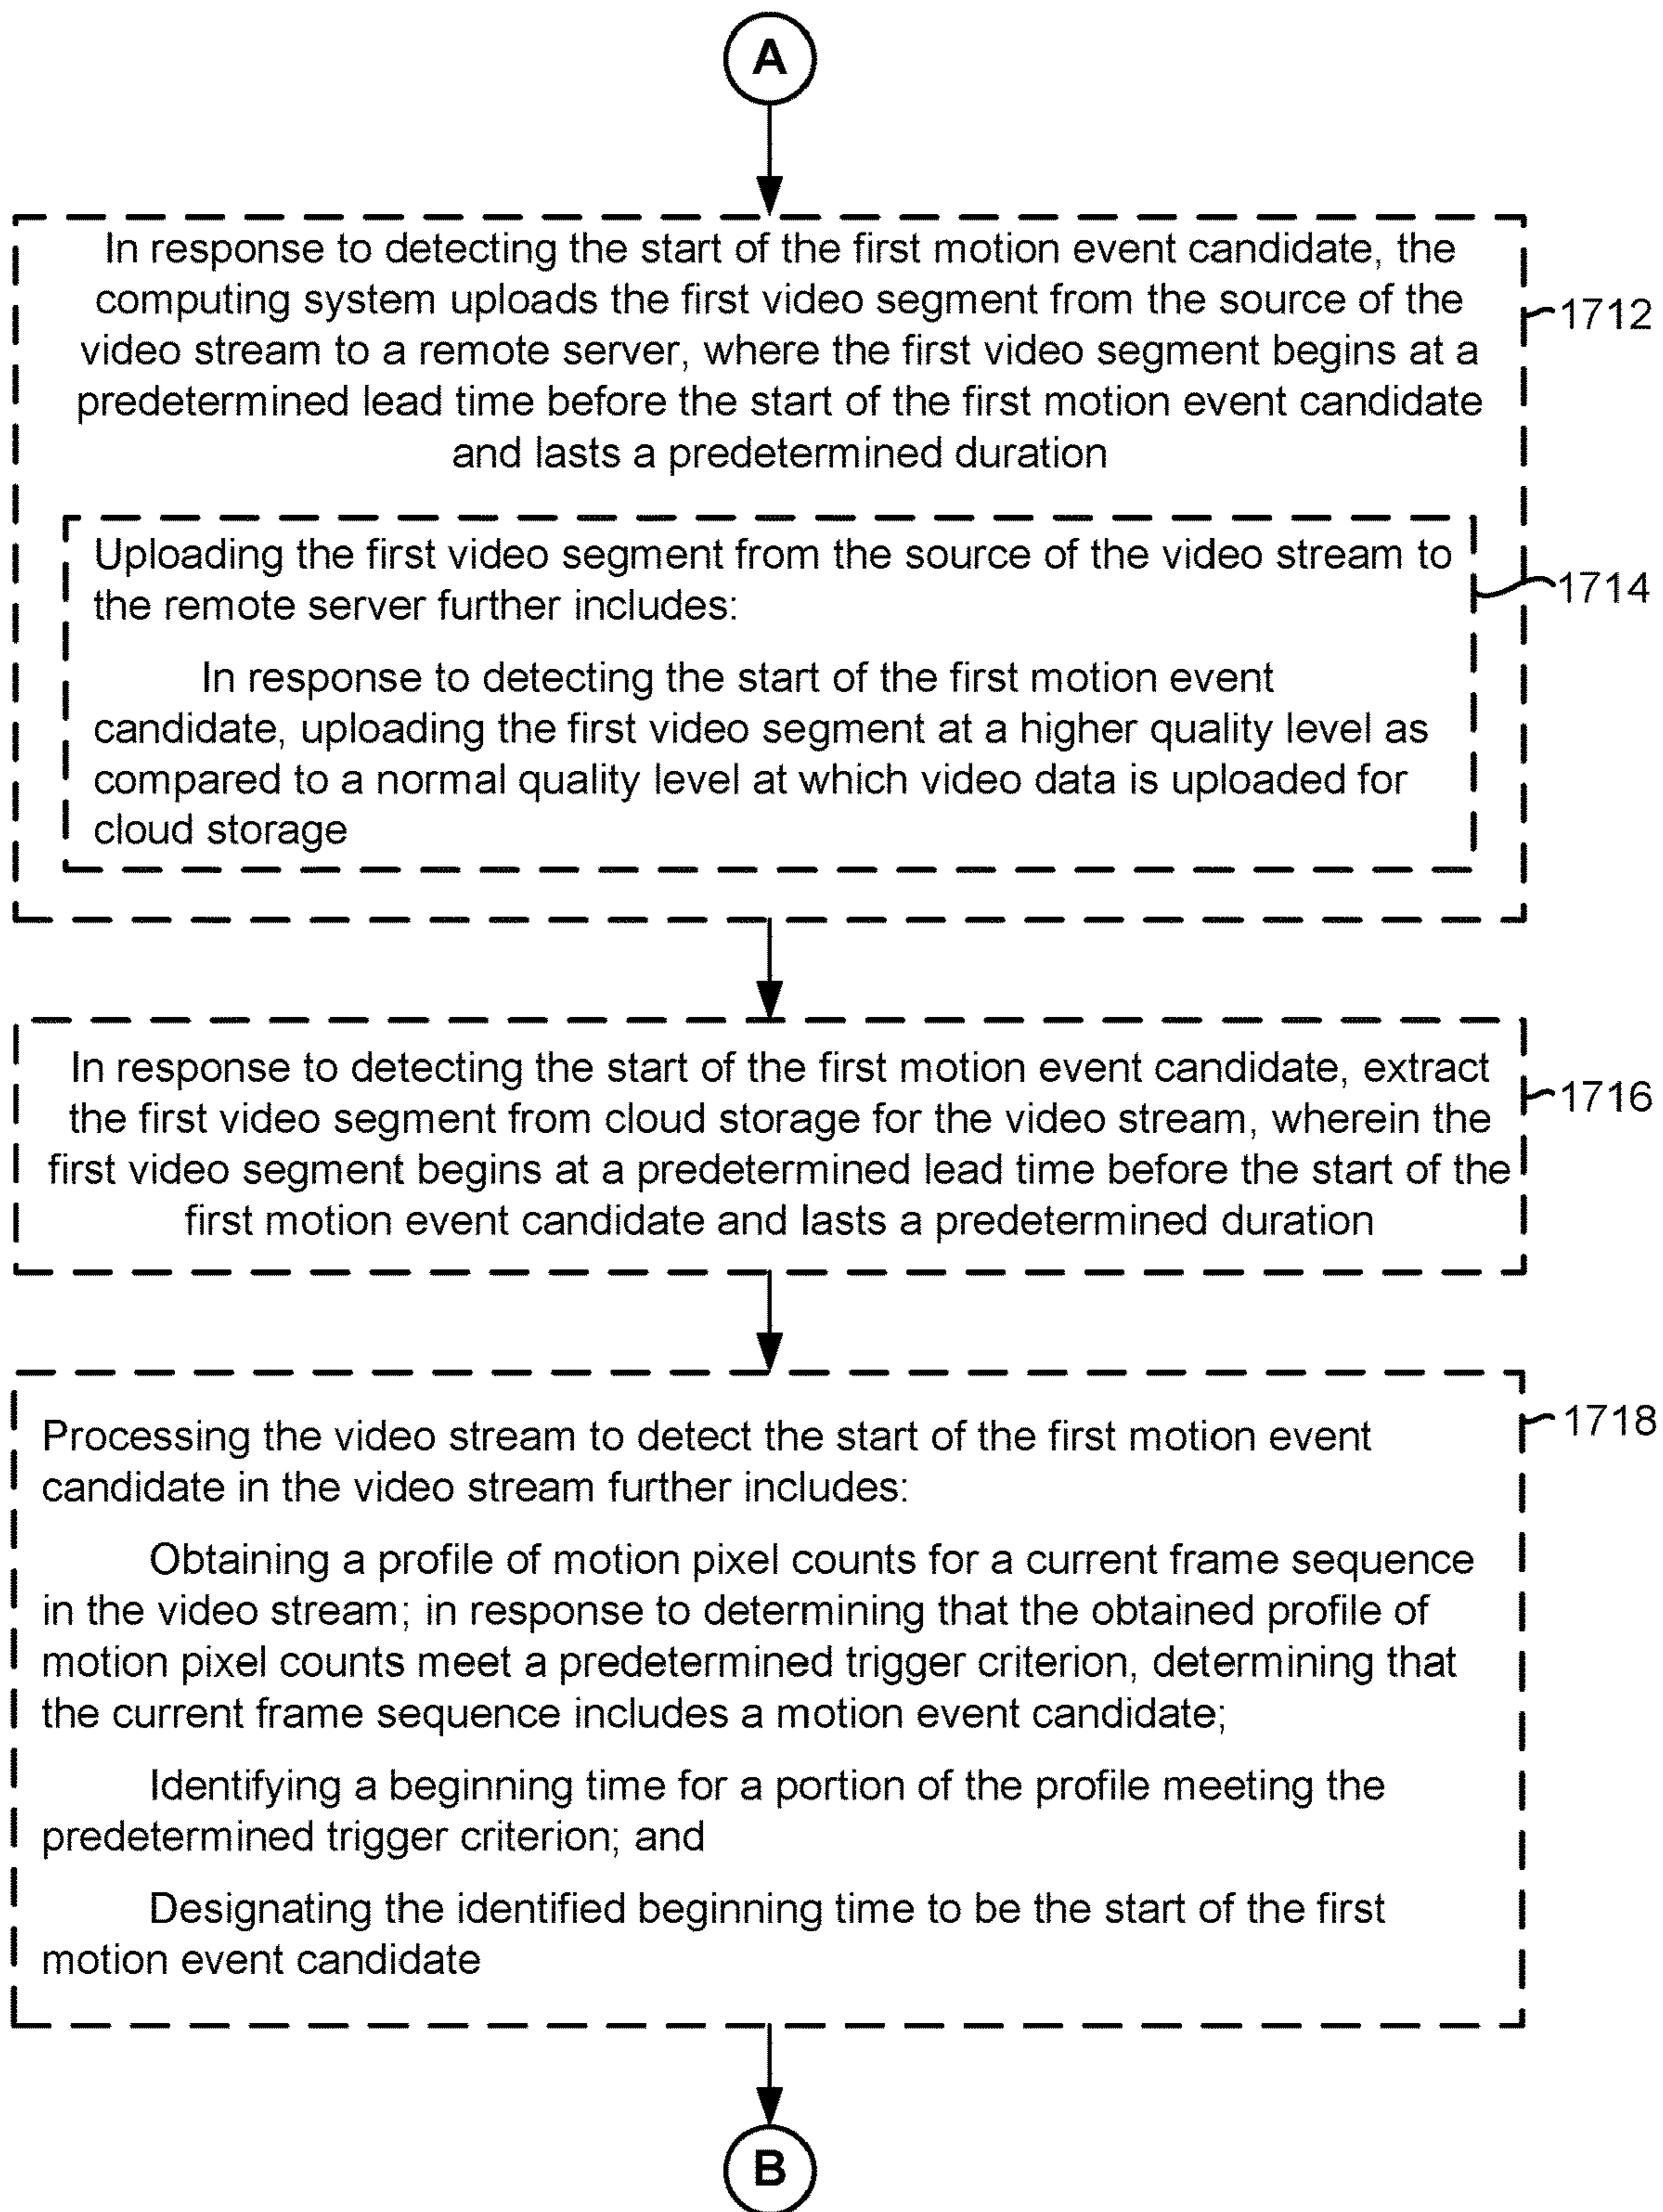 A
In response to detecting the start of the first motion event candidate, the
computing system uploads the first video segment from the source of the
video stream to a remote server, where the first video segment begins at a
predetermined lead time before the start of the first motion event candidate
and lasts a predetermined duration
1712
Uploading the first video segment from the source of the video stream to
the remote server further includes:
1714
In response to detecting the start of the first motion event
candidate, uploading the first video segment at a higher quality level as
compared to a normal quality level at which video data is uploaded for
cloud storage
In response to detecting the start of the first motion event candidate, extract
the first video segment from cloud storage for the video stream, wherein the
first video segment begins at a predetermined lead time before the start of the
first motion event candidate and lasts a predetermined duration
1716
Processing the video stream to detect the start of the first motion event
candidate in the video stream further includes:
1718
Obtaining a profile of motion pixel counts for a current frame sequence
in the video stream; in response to determining that the obtained profile of
motion pixel counts meet a predetermined trigger criterion, determining that
the current frame sequence includes a motion event candidate;
Identifying a beginning time for a portion of the profile meeting the
predetermined trigger criterion; and
Designating the identified beginning time to be the start of the first
motion event candidate
B